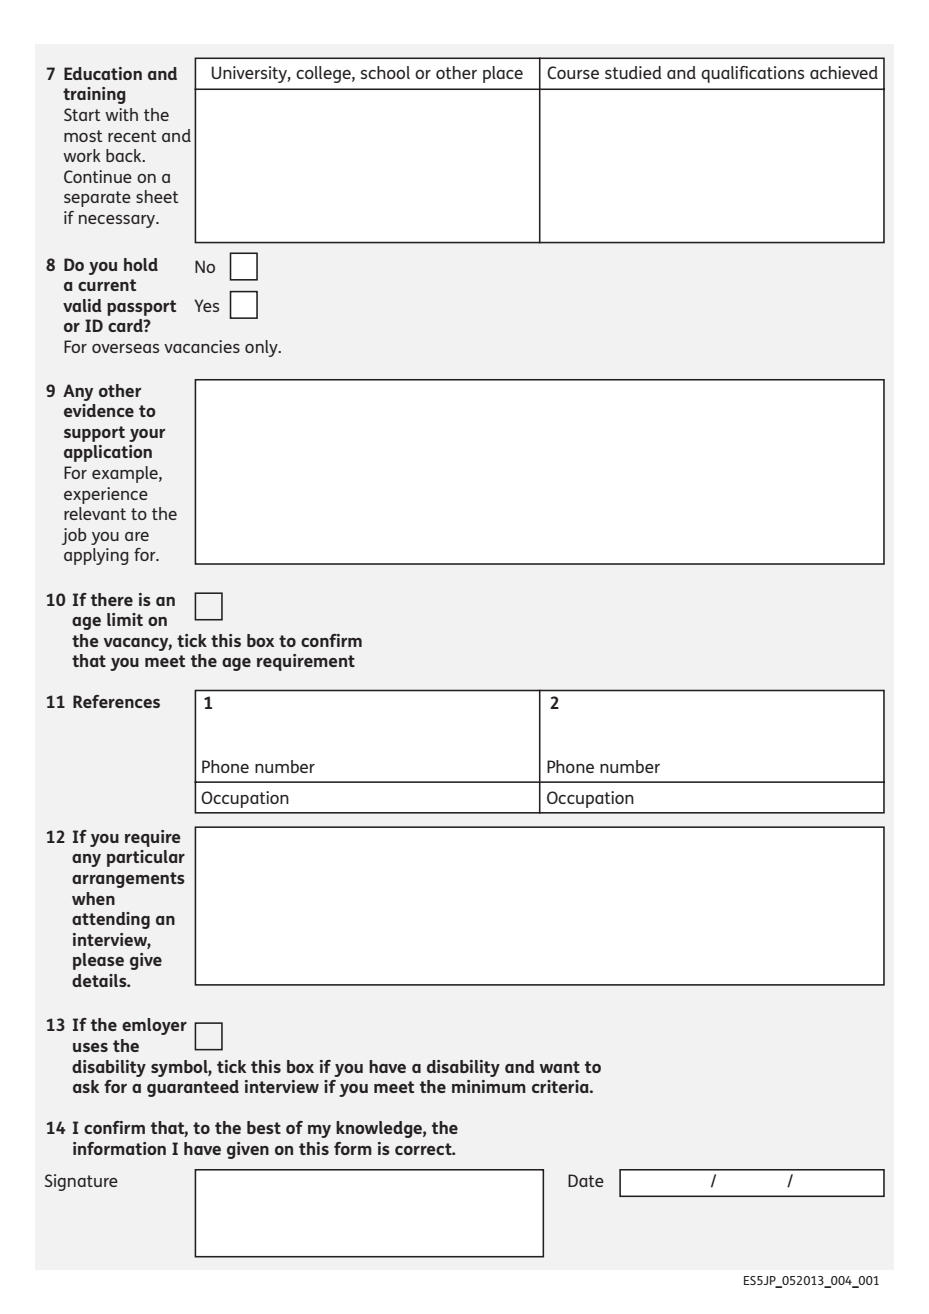 7 Education and
training
Start with the
most recent and
work back.
Continue on a
separate sheet
if necessary.
University, college, school or other place
Course studied and qualifications achieved
8 Do you hold
a current
valid passport
or ID card?
For overseas vacancies only.
No
Yes
9 Any other
evidence to
support your
application
For example,
experience
relevant to the
job you are
applying for.
10 If there is an
age limit on
the vacancy, tick this box to confirm
that you meet the age requirement
11 References
1
Phone number
Occupation
2
Phone number
Occupation
12 If you require
any particular
arrangements
when
attending an
interview,
please give
details.
13 If the emloyer
uses the
disability symbol, tick this box if you have a disability and want to
ask for a guaranteed interview if you meet the minimum criteria.
14 I confirm that, to the best of my knowledge, the
information I have given on this form is correct.
Signature
Date / /
ES5JP_052013_004_001